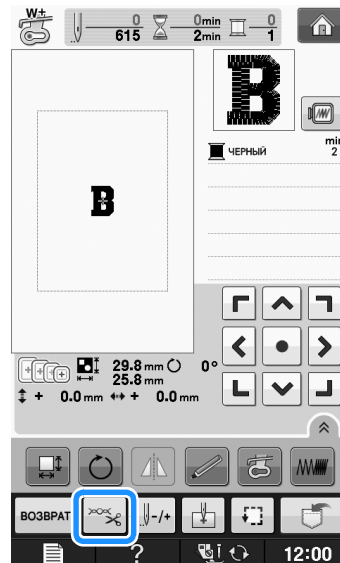 W+
0 0min 0
615 2min 1
B
ЧЕРНЫЙ min 2
B
29.8 mm 0°
25.8 mm
+ 0.0 mm + 0.0 mm
ВОЗВРАТ -/+
? 12:00